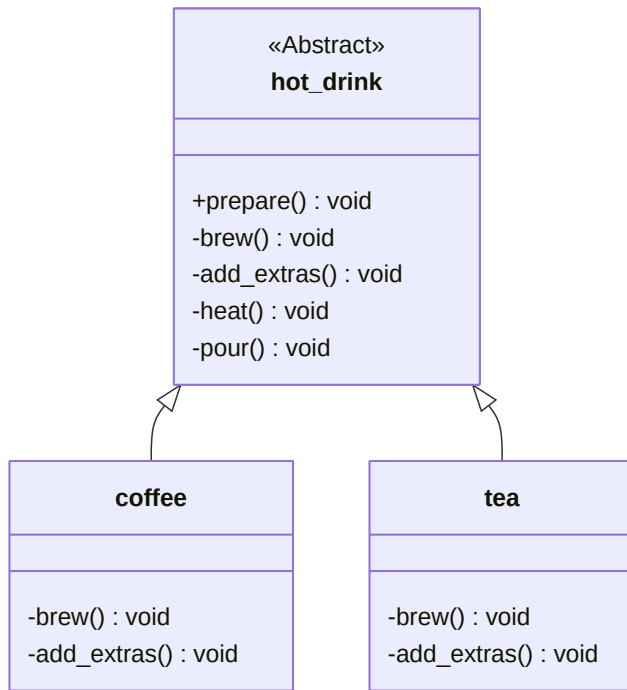 «Abstract»
hot_drink
+prepare() : void
-brew() : void
-add_extras() : void
-heat() : void
-pour() : void
coffee
-brew() : void
-add_extras() : void
tea
-brew() : void
-add_extras() : void